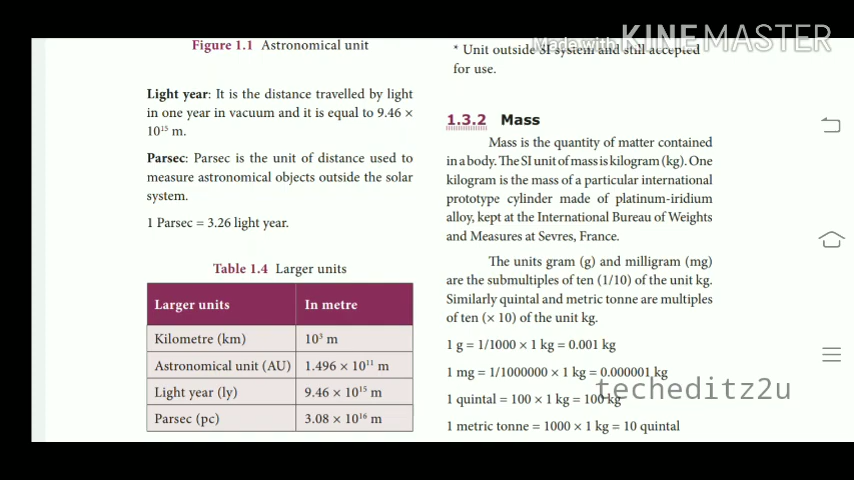 Figure 1.1 Astronomical unit
Light year: It is the distance travelled by light
in one year in vacuum and it is equal to 9.46 ×
10¹⁵ m.
Parsec: Parsec is the unit of distance used to
measure astronomical objects outside the solar
system.
1 Parsec = 3.26 light year.
Table 1.4 Larger units
Larger units In metre
Kilometre (km) 10³ m
Astronomical unit (AU) 1.496 × 10¹¹ m
Light year (ly) 9.46 × 10¹⁵ m
Parsec (pc) 3.08 × 10¹⁶ m
Made with KINEMASTER
* Unit outside SI system and still accepted
for use.
1.3.2 Mass
Mass is the quantity of matter contained
in a body. The SI unit of mass is kilogram (kg). One
kilogram is the mass of a particular international
prototype cylinder made of platinum-iridium
alloy, kept at the International Bureau of Weights
and Measures at Sevres, France.
The units gram (g) and milligram (mg)
are the submultiples of ten (1/10) of the unit kg.
Similarly quintal and metric tonne are multiples
of ten (× 10) of the unit kg.
1 g = 1/1000 × 1 kg = 0.001 kg
1 mg = 1/1000000 × 1 kg = 0.000001 kg
techeditz2u
1 quintal = 100 × 1 kg = 100 kg
1 metric tonne = 1000 × 1 kg = 10 quintal